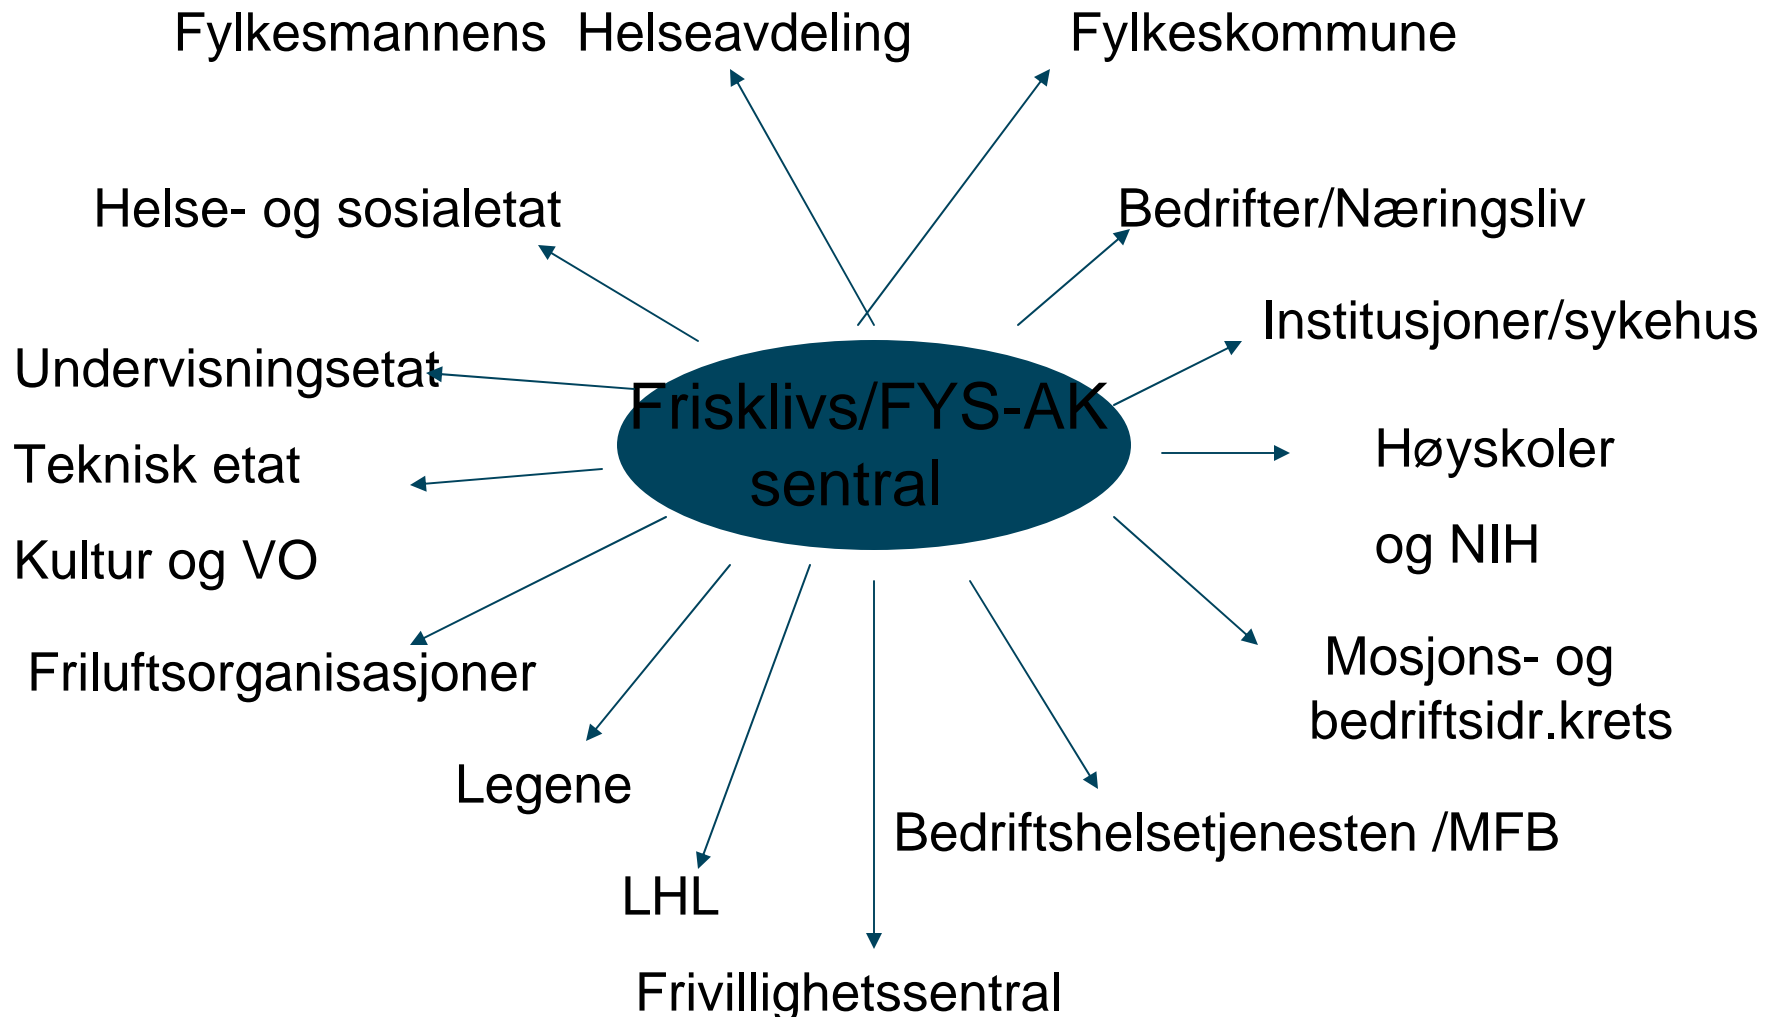 Fylkesmannens Helseavdeling
Fylkeskommune
Helse- og sosialetat
Bedrifter/Næringsliv
Institusjoner/sykehus
Undervisningsetat
Frisklivs/FYS-AK
sentral
Teknisk etat
Høyskoler
og NIH
Kultur og VO
Friluftsorganisasjoner
Mosjons- og
bedriftsidr.krets
Legene
Bedriftshelsetjenesten /MFB
LHL
Frivillighetssentral